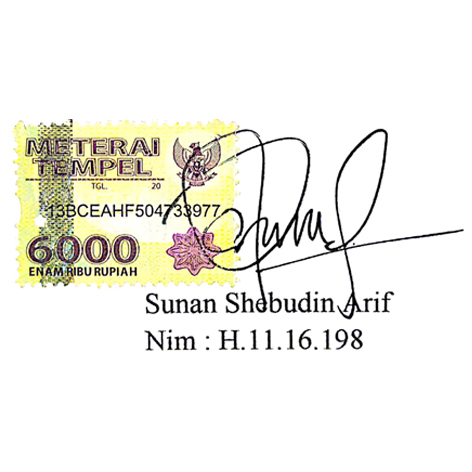 METERAI
TEMPEL
TGL. 20
13BCEAHF504733977
6000
ENAM RIBU RUPIAH
Sunan Shebudin Arif
Nim : H.11.16.198